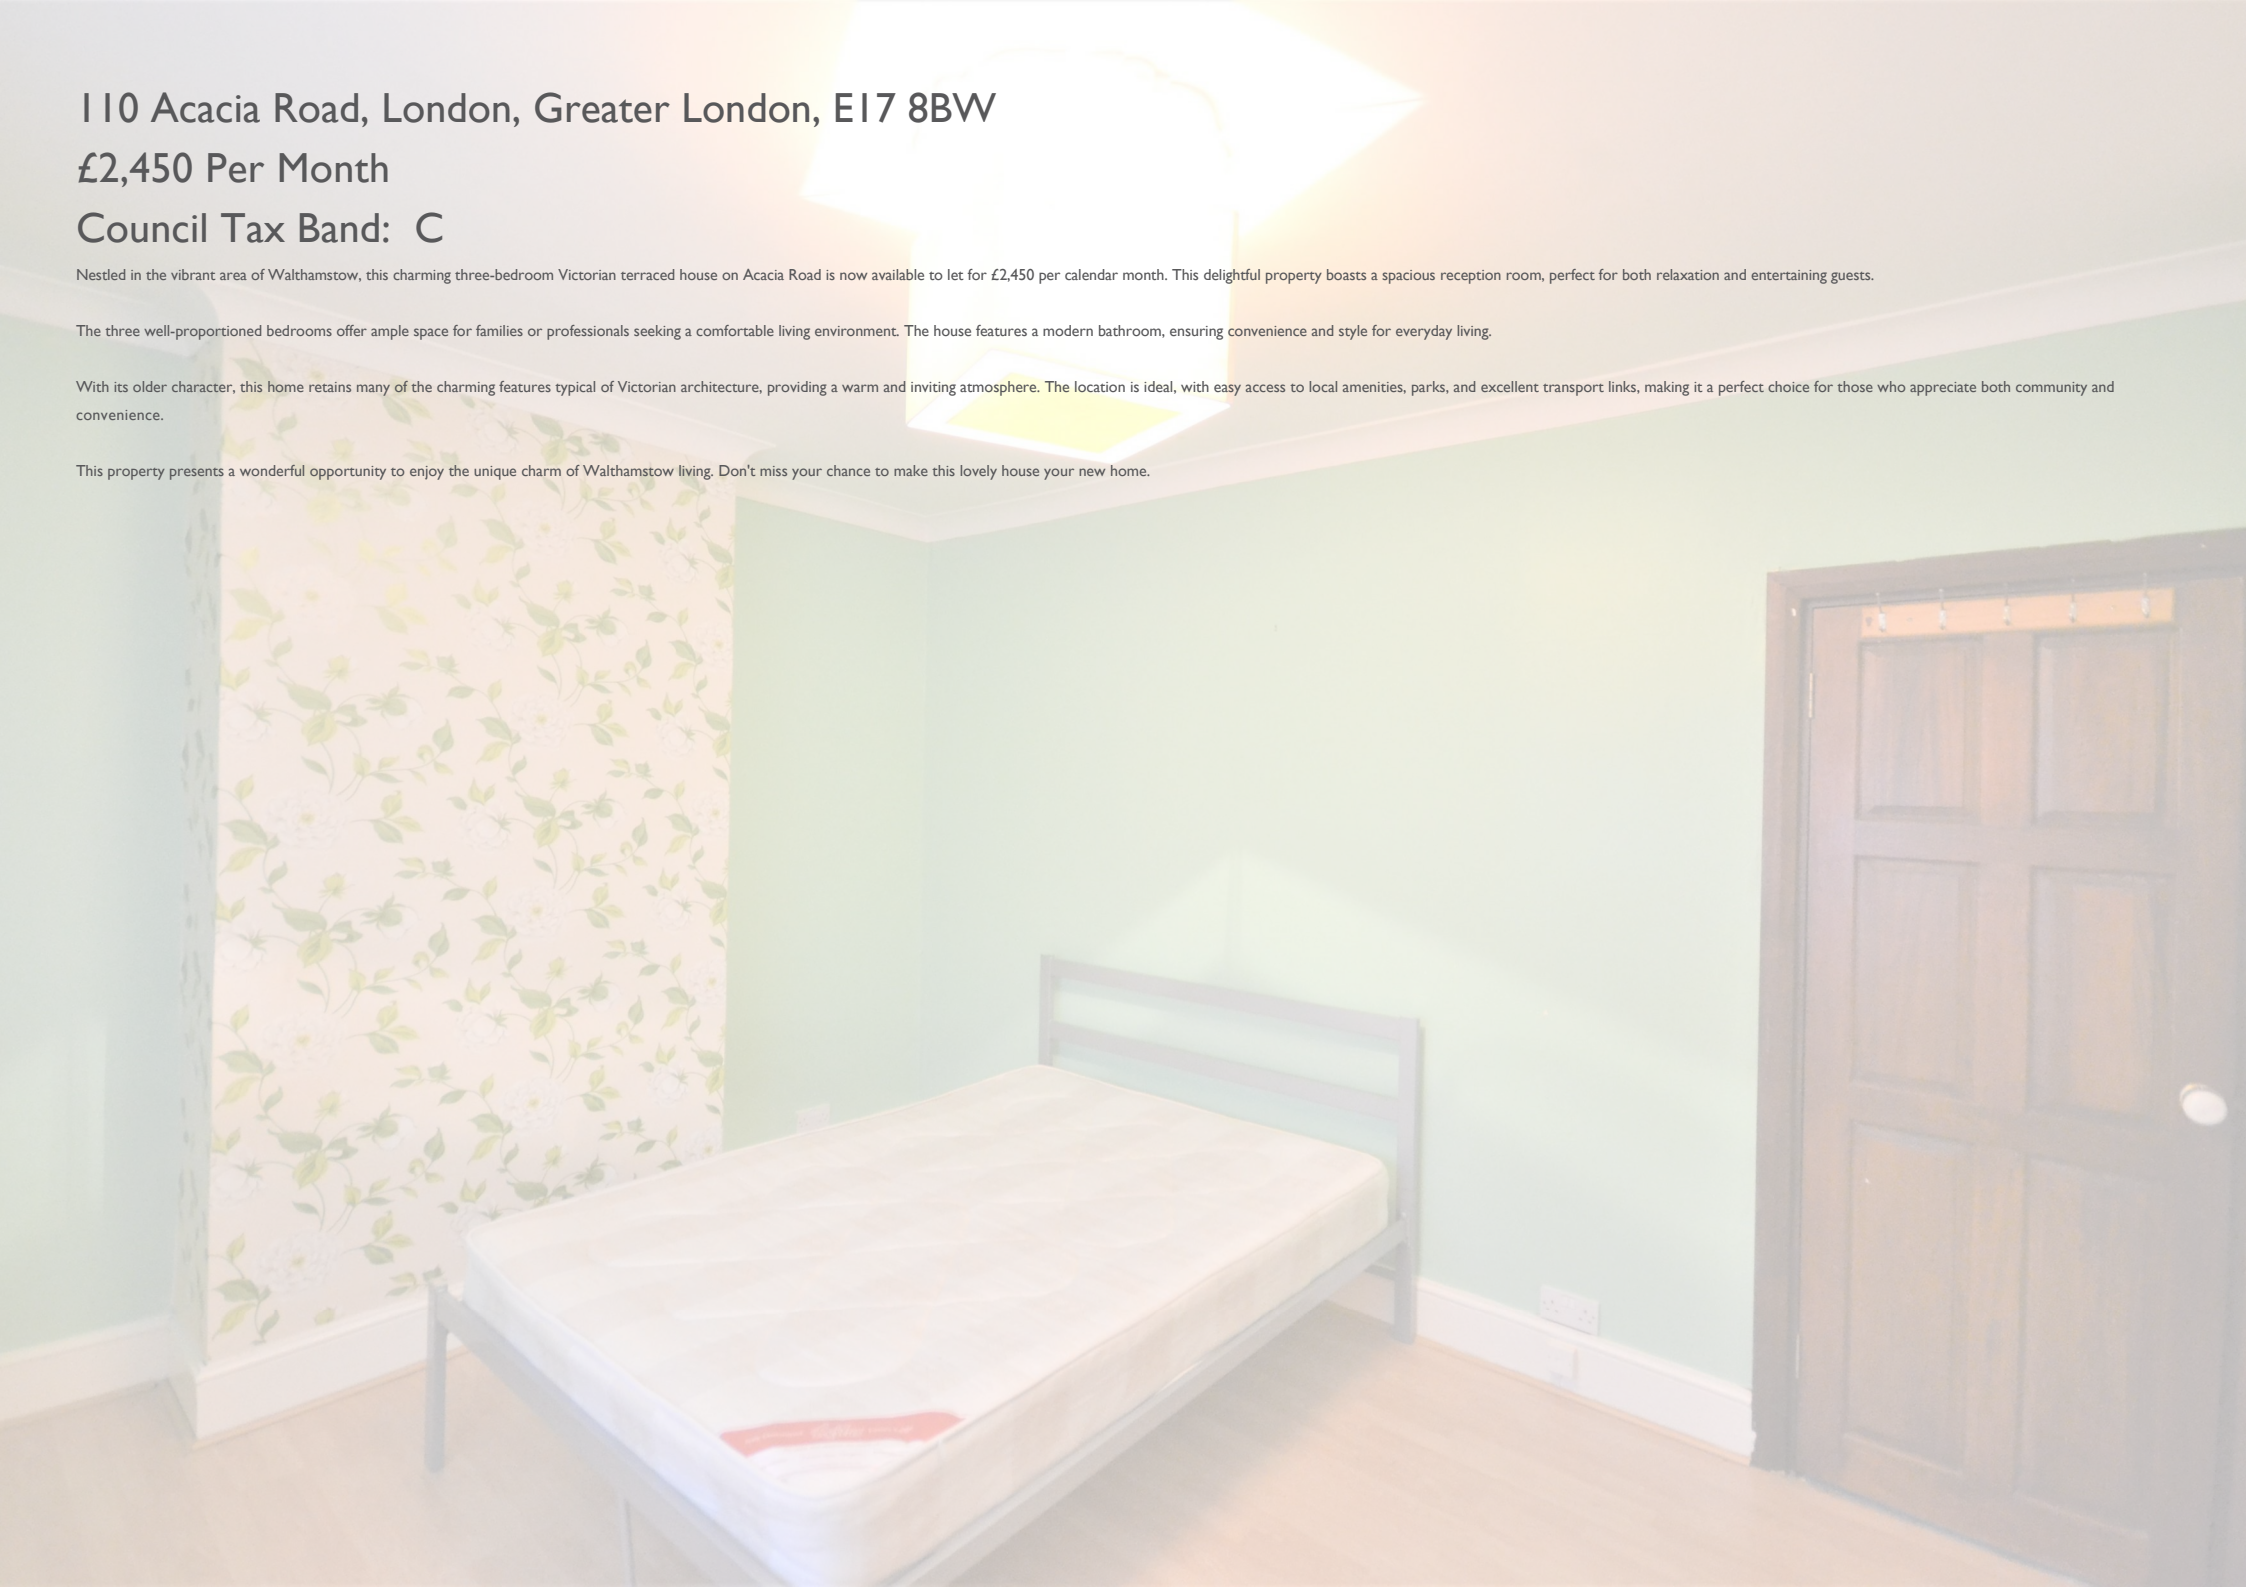 110 Acacia Road, London, Greater London, E17 8BW
£2,450 Per Month
Council Tax Band:  C
Nestled in the vibrant area of Walthamstow, this charming three-bedroom Victorian terraced house on Acacia Road is now available to let for £2,450 per calendar month. This delightful property boasts a spacious reception room, perfect for both relaxation and entertaining guests.
The three well-proportioned bedrooms offer ample space for families or professionals seeking a comfortable living environment. The house features a modern bathroom, ensuring convenience and style for everyday living.
With its older character, this home retains many of the charming features typical of Victorian architecture, providing a warm and inviting atmosphere. The location is ideal, with easy access to local amenities, parks, and excellent transport links, making it a perfect choice for those who appreciate both community and
convenience.
This property presents a wonderful opportunity to enjoy the unique charm of Walthamstow living. Don't miss your chance to make this lovely house your new home.